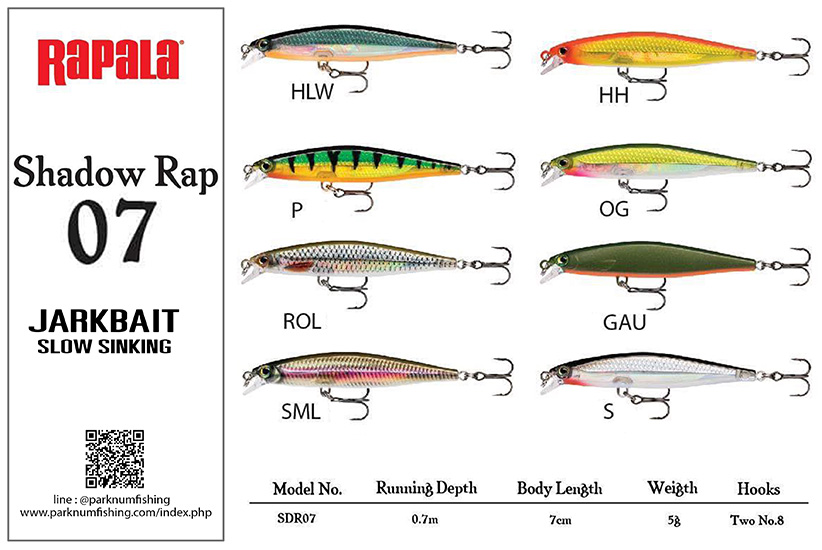 RAPALA
Shadow Rap
07
JARKBAIT
SLOW SINKING
line : @parknumfishing
www.parknumfishing.com/index.php
HLW
HH
P
OG
ROL
GAU
SML
S
Model No. Running Depth Body Length Weigth Hooks
SDR07 0.7m 7cm 5g Two No.8